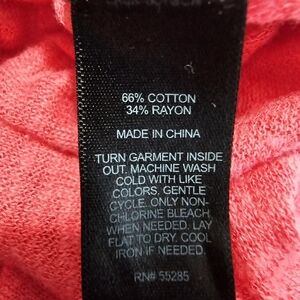 66% COTTON
34% RAYON
MADE IN CHINA
TURN GARMENT INSIDE
OUT. MACHINE WASH
COLD WITH LIKE
COLORS. GENTLE
CYCLE. ONLY NON-
CHLORINE BLEACH
WHEN NEEDED. LAY
FLAT TO DRY. COOL
IRON IF NEEDED.
RN# 55285